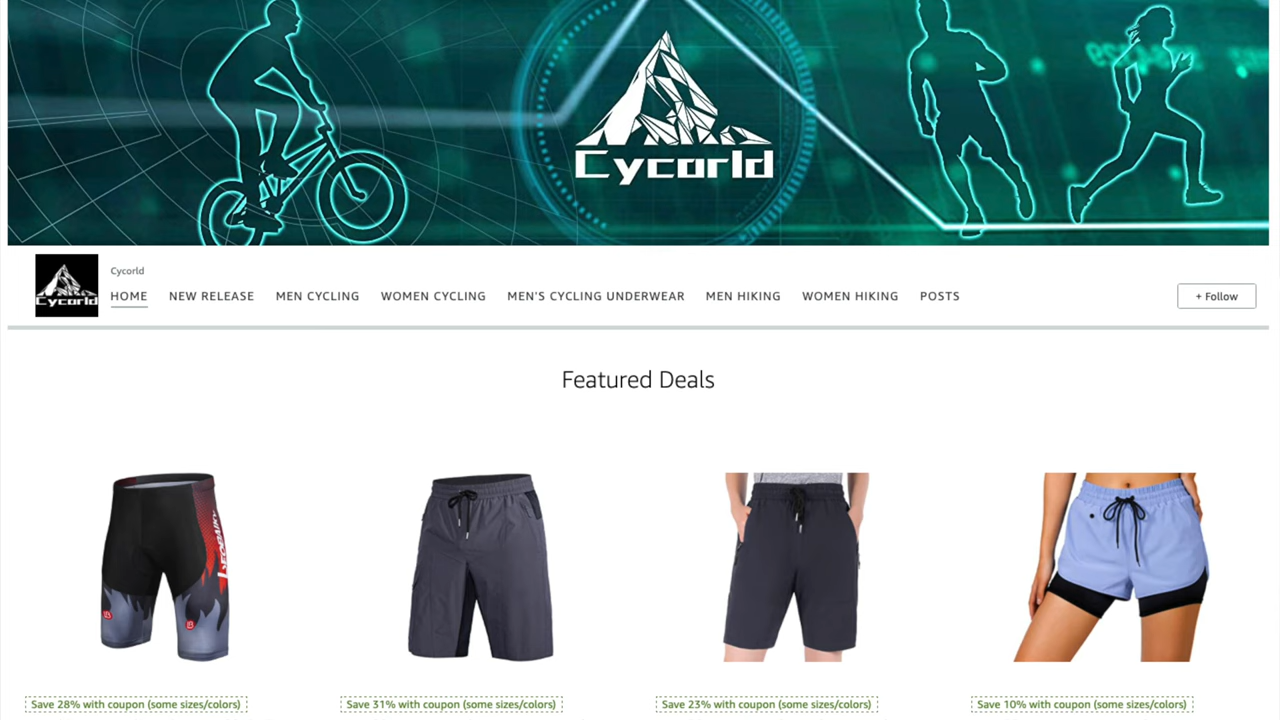 Cycorld
Cycorld
Cycorld
HOME NEW RELEASE MEN CYCLING WOMEN CYCLING MEN'S CYCLING UNDERWEAR MEN HIKING WOMEN HIKING POSTS
+ Follow
Featured Deals
Save 28% with coupon (some sizes/colors)
Save 31% with coupon (some sizes/colors)
Save 23% with coupon (some sizes/colors)
Save 10% with coupon (some sizes/colors)